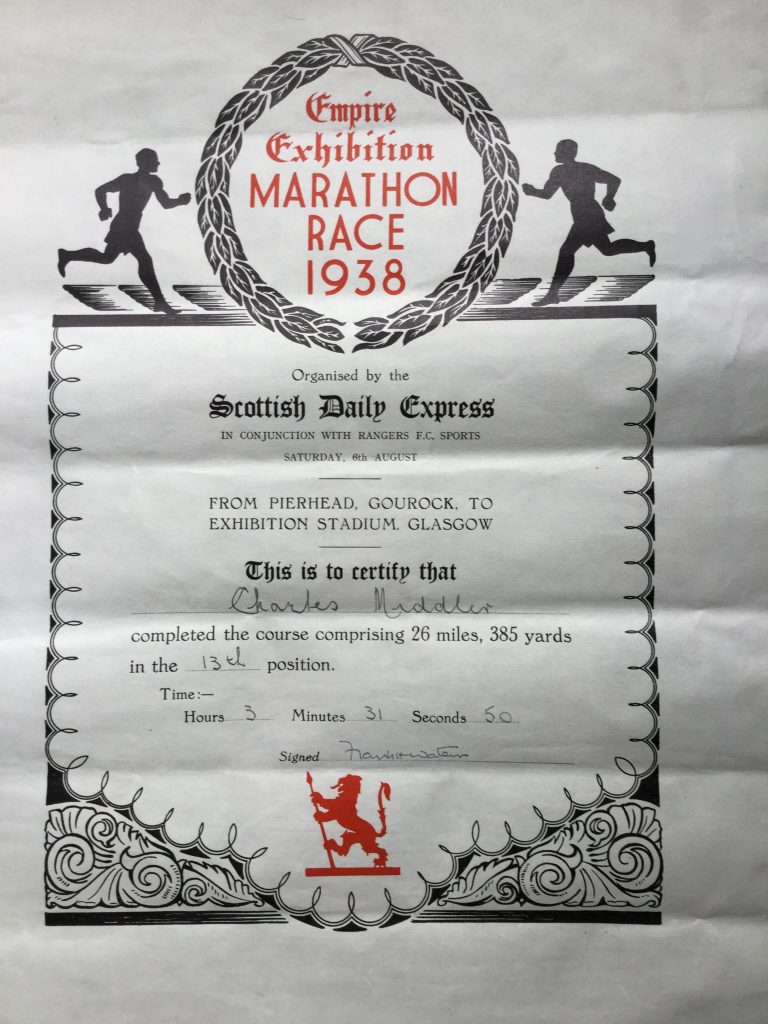 Empire
Exhibition
MARATHON
RACE
1938
Organised by the
Scottish Daily Express
IN CONJUNCTION WITH RANGERS F.C. SPORTS
SATURDAY, 6th AUGUST
FROM PIERHEAD, GOUROCK, TO
EXHIBITION STADIUM, GLASGOW
This is to certify that
Charles Middler
completed the course comprising 26 miles, 385 yards
in the 13th position.
Time:—
Hours 3 Minutes 31 Seconds 50
Signed